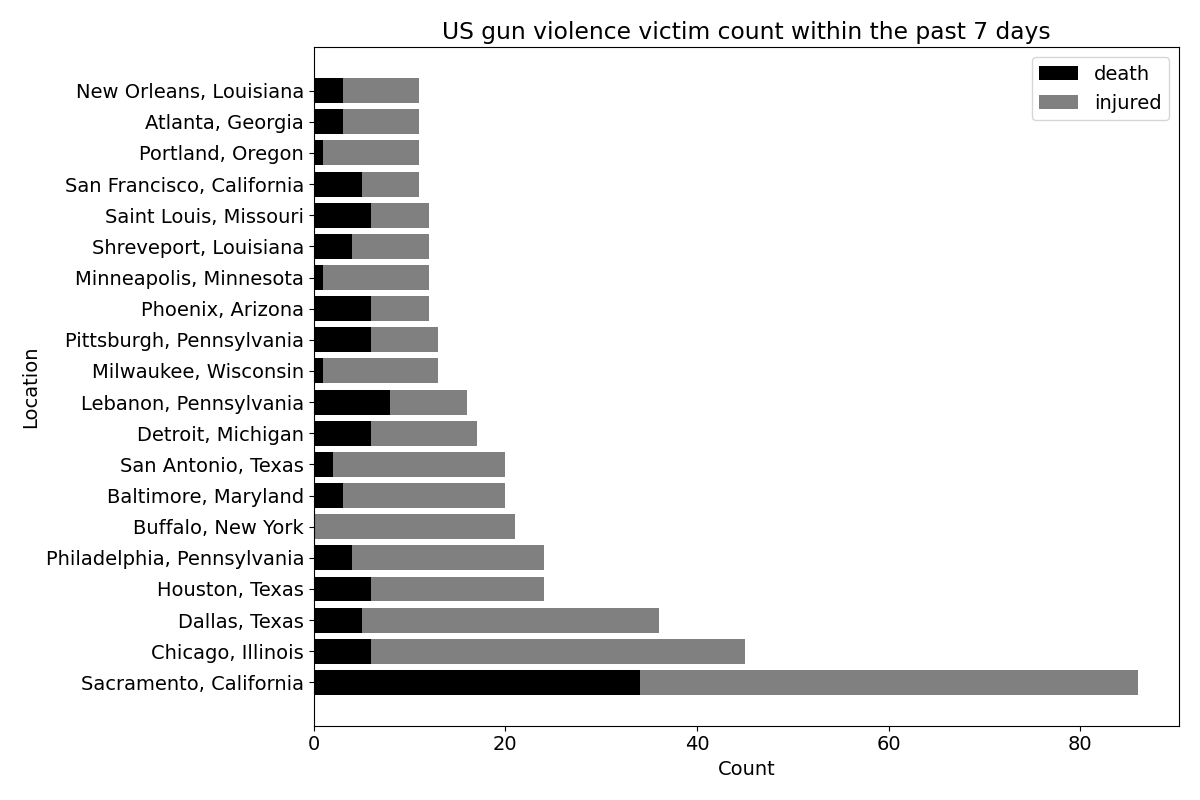 US gun violence victim count within the past 7 days
death
injured
New Orleans, Louisiana
Atlanta, Georgia
Portland, Oregon
San Francisco, California
Saint Louis, Missouri
Shreveport, Louisiana
Minneapolis, Minnesota
Phoenix, Arizona
Pittsburgh, Pennsylvania
Milwaukee, Wisconsin
Lebanon, Pennsylvania
Detroit, Michigan
San Antonio, Texas
Baltimore, Maryland
Buffalo, New York
Philadelphia, Pennsylvania
Houston, Texas
Dallas, Texas
Chicago, Illinois
Sacramento, California
Location
0 20 40 60 80
Count